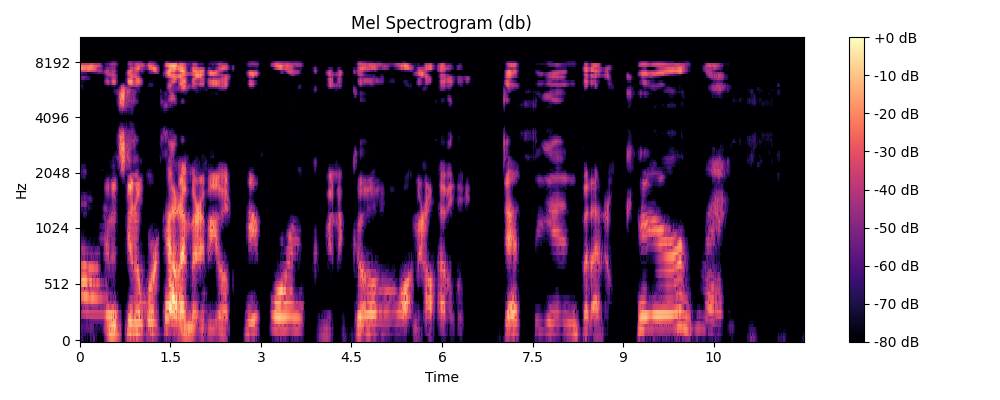 Mel Spectrogram (db)
8192
4096
2048
1024
512
0
Hz
0 1.5 3 4.5 6 7.5 9 10
Time
+0 dB
-10 dB
-20 dB
-30 dB
-40 dB
-50 dB
-60 dB
-70 dB
-80 dB